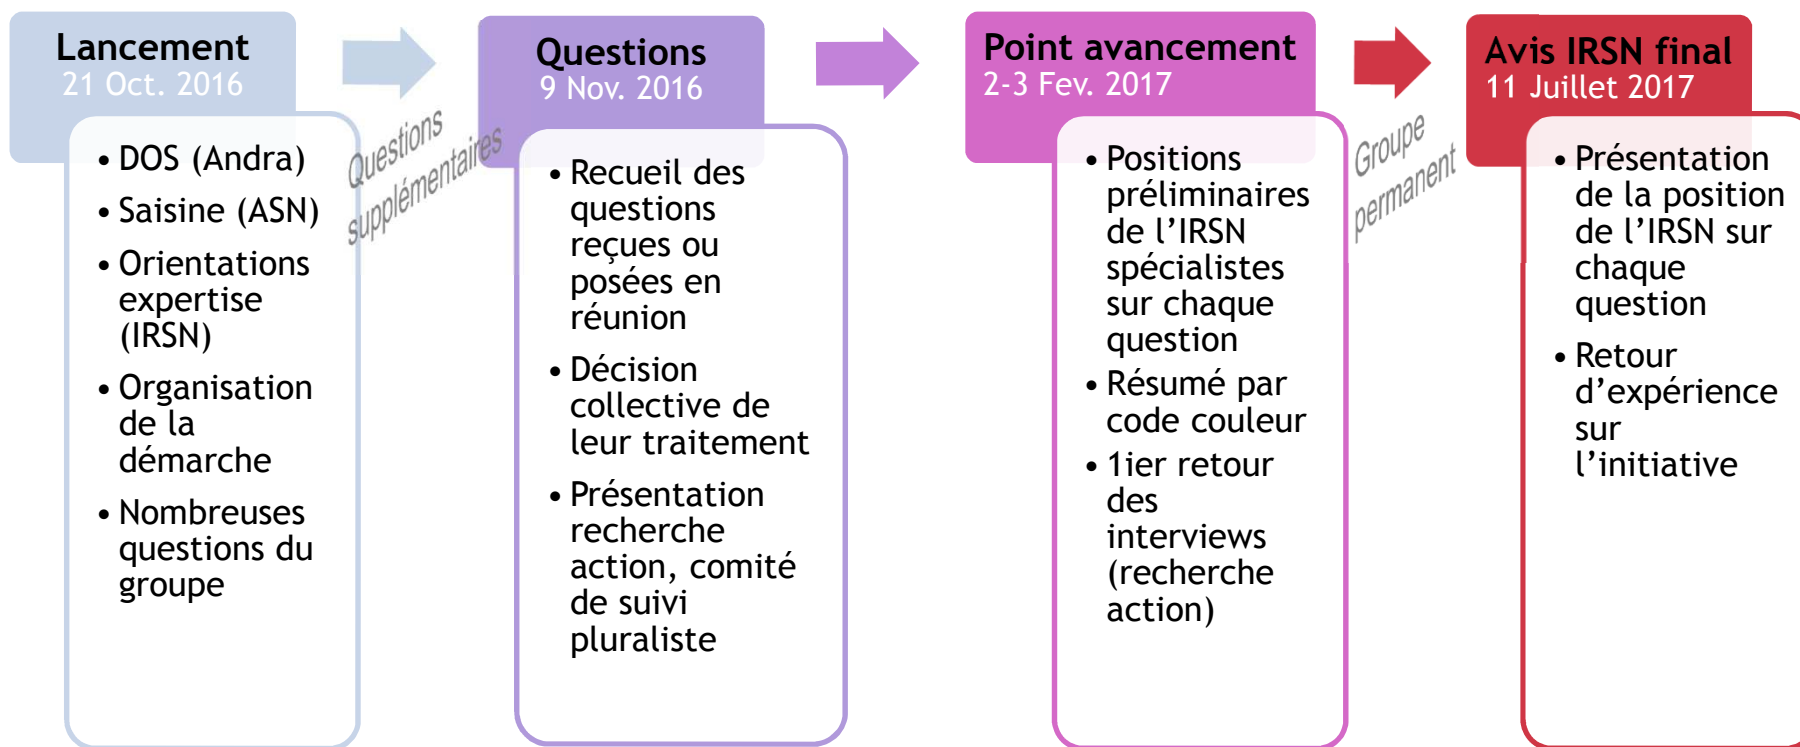 Lancement
21 Oct. 2016
• DOS (Andra)
• Saisine (ASN)
• Orientations
expertise
(IRSN)
• Organisation
de la
démarche
• Nombreuses
questions du
groupe
Questions
supplémentaires
Questions
9 Nov. 2016
• Recueil des
questions
reçues ou
posées en
réunion
• Décision
collective de
leur traitement
• Présentation
recherche
action, comité
de suivi
pluraliste
Point avancement
2-3 Fev. 2017
• Positions
préliminaires
de l’IRSN
spécialistes
sur chaque
question
• Résumé par
code couleur
• 1ier retour
des
interviews
(recherche
action)
Groupe
permanent
Avis IRSN final
11 Juillet 2017
• Présentation
de la position
de l’IRSN sur
chaque
question
• Retour
d’expérience
sur
l’initiative